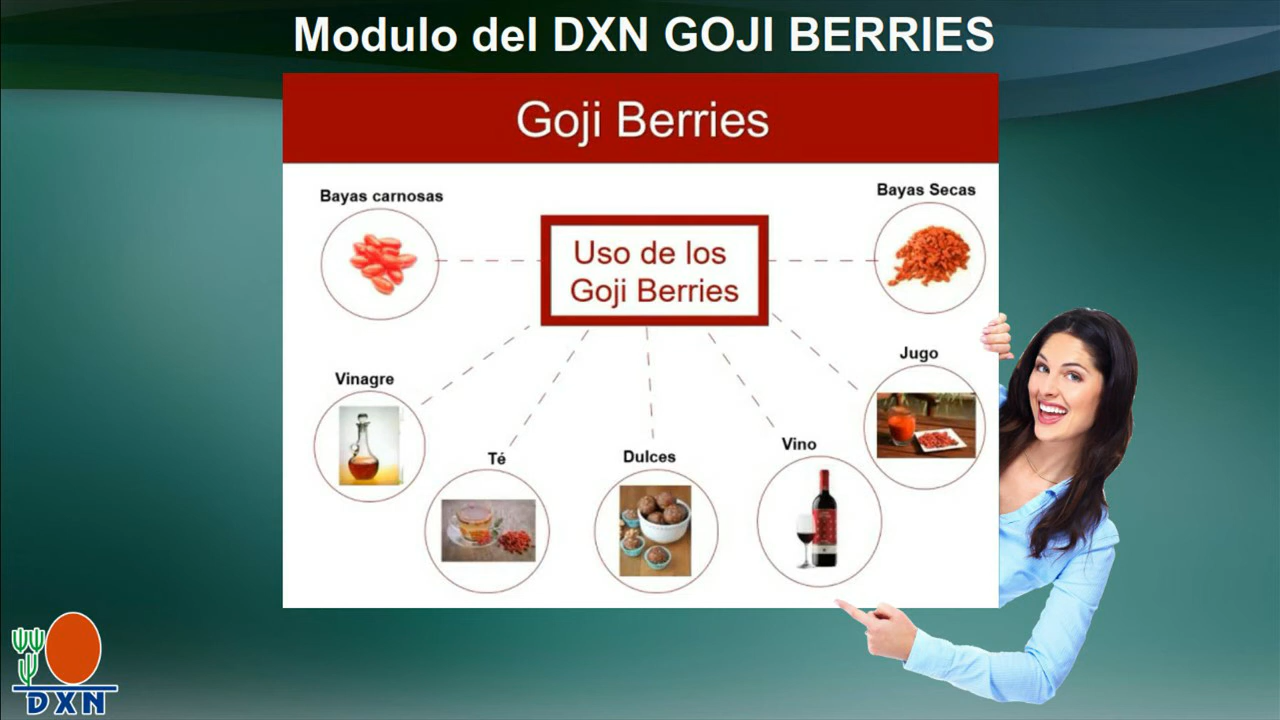 Modulo del DXN GOJI BERRIES
Goji Berries
Bayas carnosas
Bayas Secas
Uso de los
Goji Berries
Vinagre
Té
Dulces
Vino
Jugo
DXN